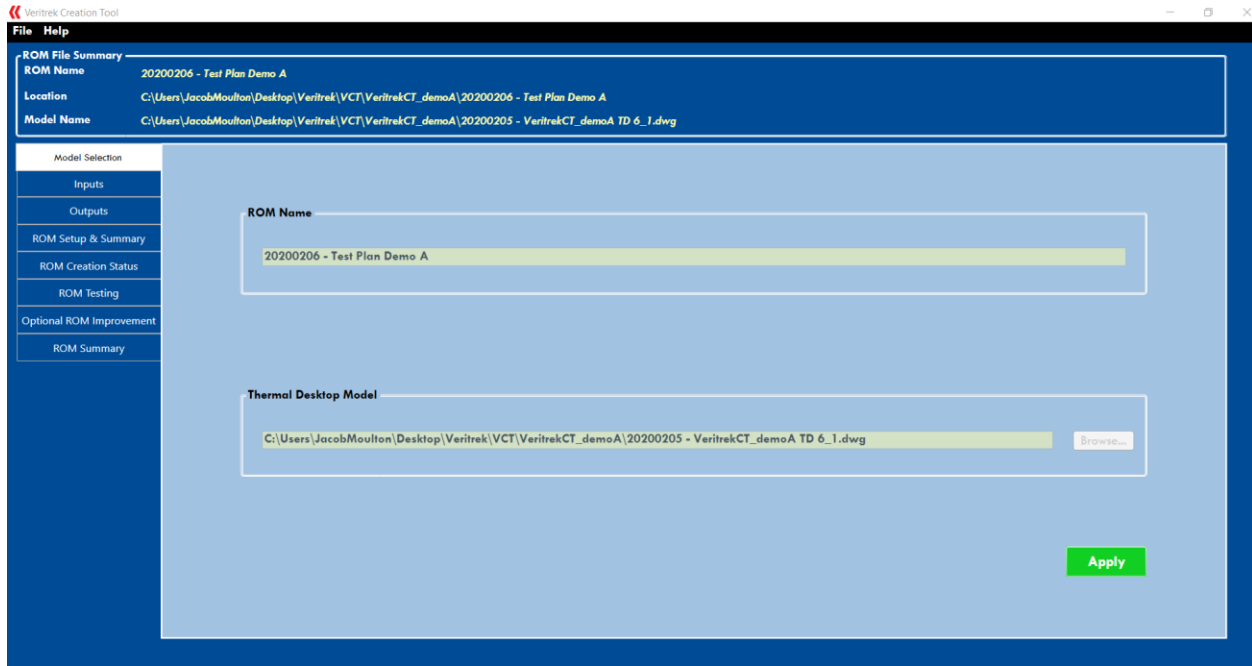 Veritrek Creation Tool
File Help
ROM File Summary
ROM Name 20200206 - Test Plan Demo A
Location C:\Users\JacobMoulton\Desktop\Veritrek\VCT\VeritrekCT_demoA\20200206 - Test Plan Demo A
Model Name C:\Users\JacobMoulton\Desktop\Veritrek\VCT\VeritrekCT_demoA\20200205 - VeritrekCT_demoA TD 6_1.dwg
Model Selection
Inputs
Outputs
ROM Setup & Summary
ROM Creation Status
ROM Testing
Optional ROM Improvement
ROM Summary
ROM Name
20200206 - Test Plan Demo A
Thermal Desktop Model
C:\Users\JacobMoulton\Desktop\Veritrek\VCT\VeritrekCT_demoA\20200205 - VeritrekCT_demoA TD 6_1.dwg
Browse...
Apply